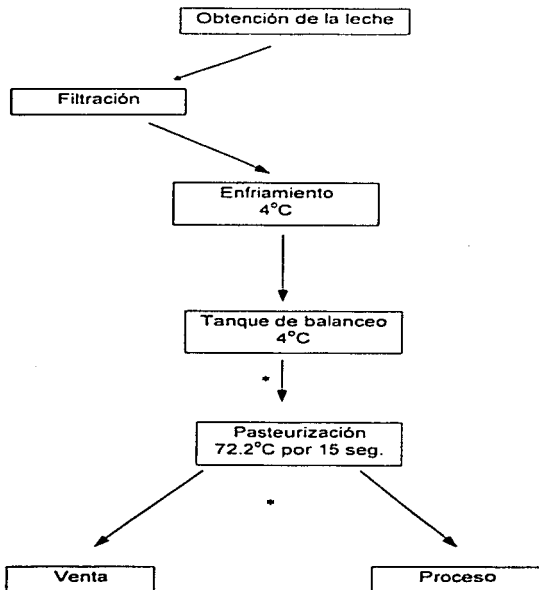 Obtención de la leche
Filtración
Enfriamiento
4°C
Tanque de balanceo
4°C
*
Pasteurización
72.2°C por 15 seg.
*
Venta
Proceso